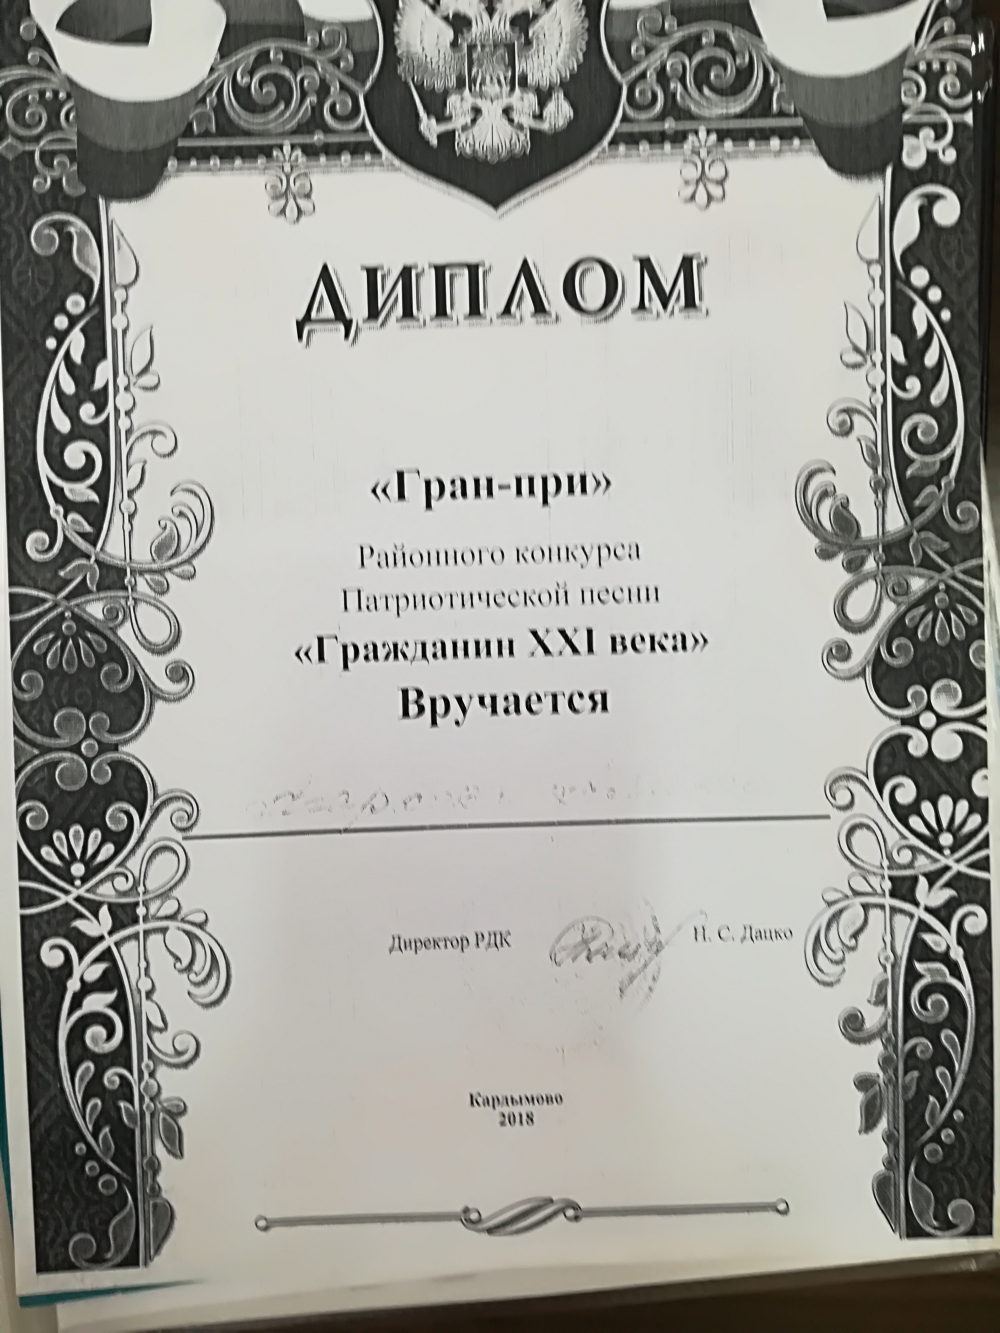 ДИПЛОМ
«Гран-при»
Районного конкурса
Патриотической песни
«Гражданин XXI века»
Вручается
Директор РДК
Н. С. Дацко
Кардымово
2018